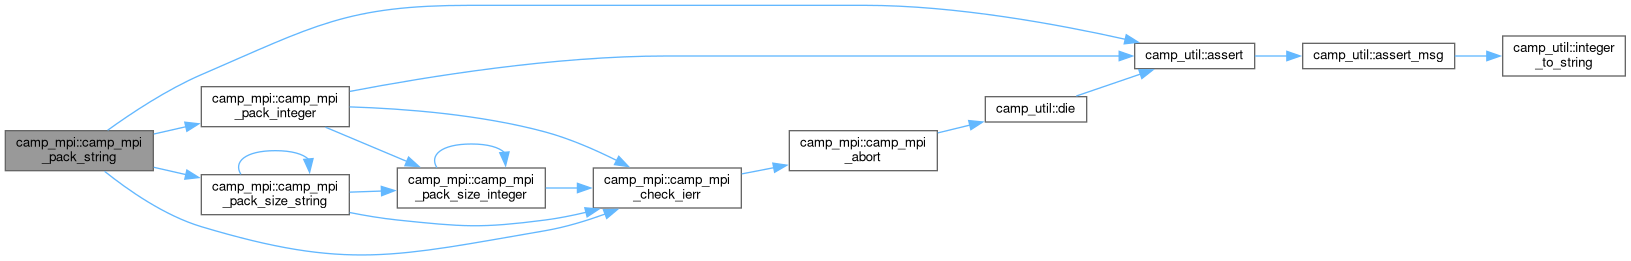 camp_mpi::camp_mpi
_pack_string
camp_mpi::camp_mpi
_pack_integer
camp_mpi::camp_mpi
_pack_size_string
camp_mpi::camp_mpi
_pack_size_integer
camp_mpi::camp_mpi
_check_ierr
camp_mpi::camp_mpi
_abort
camp_util::die
camp_util::assert
camp_util::assert_msg
camp_util::integer
_to_string